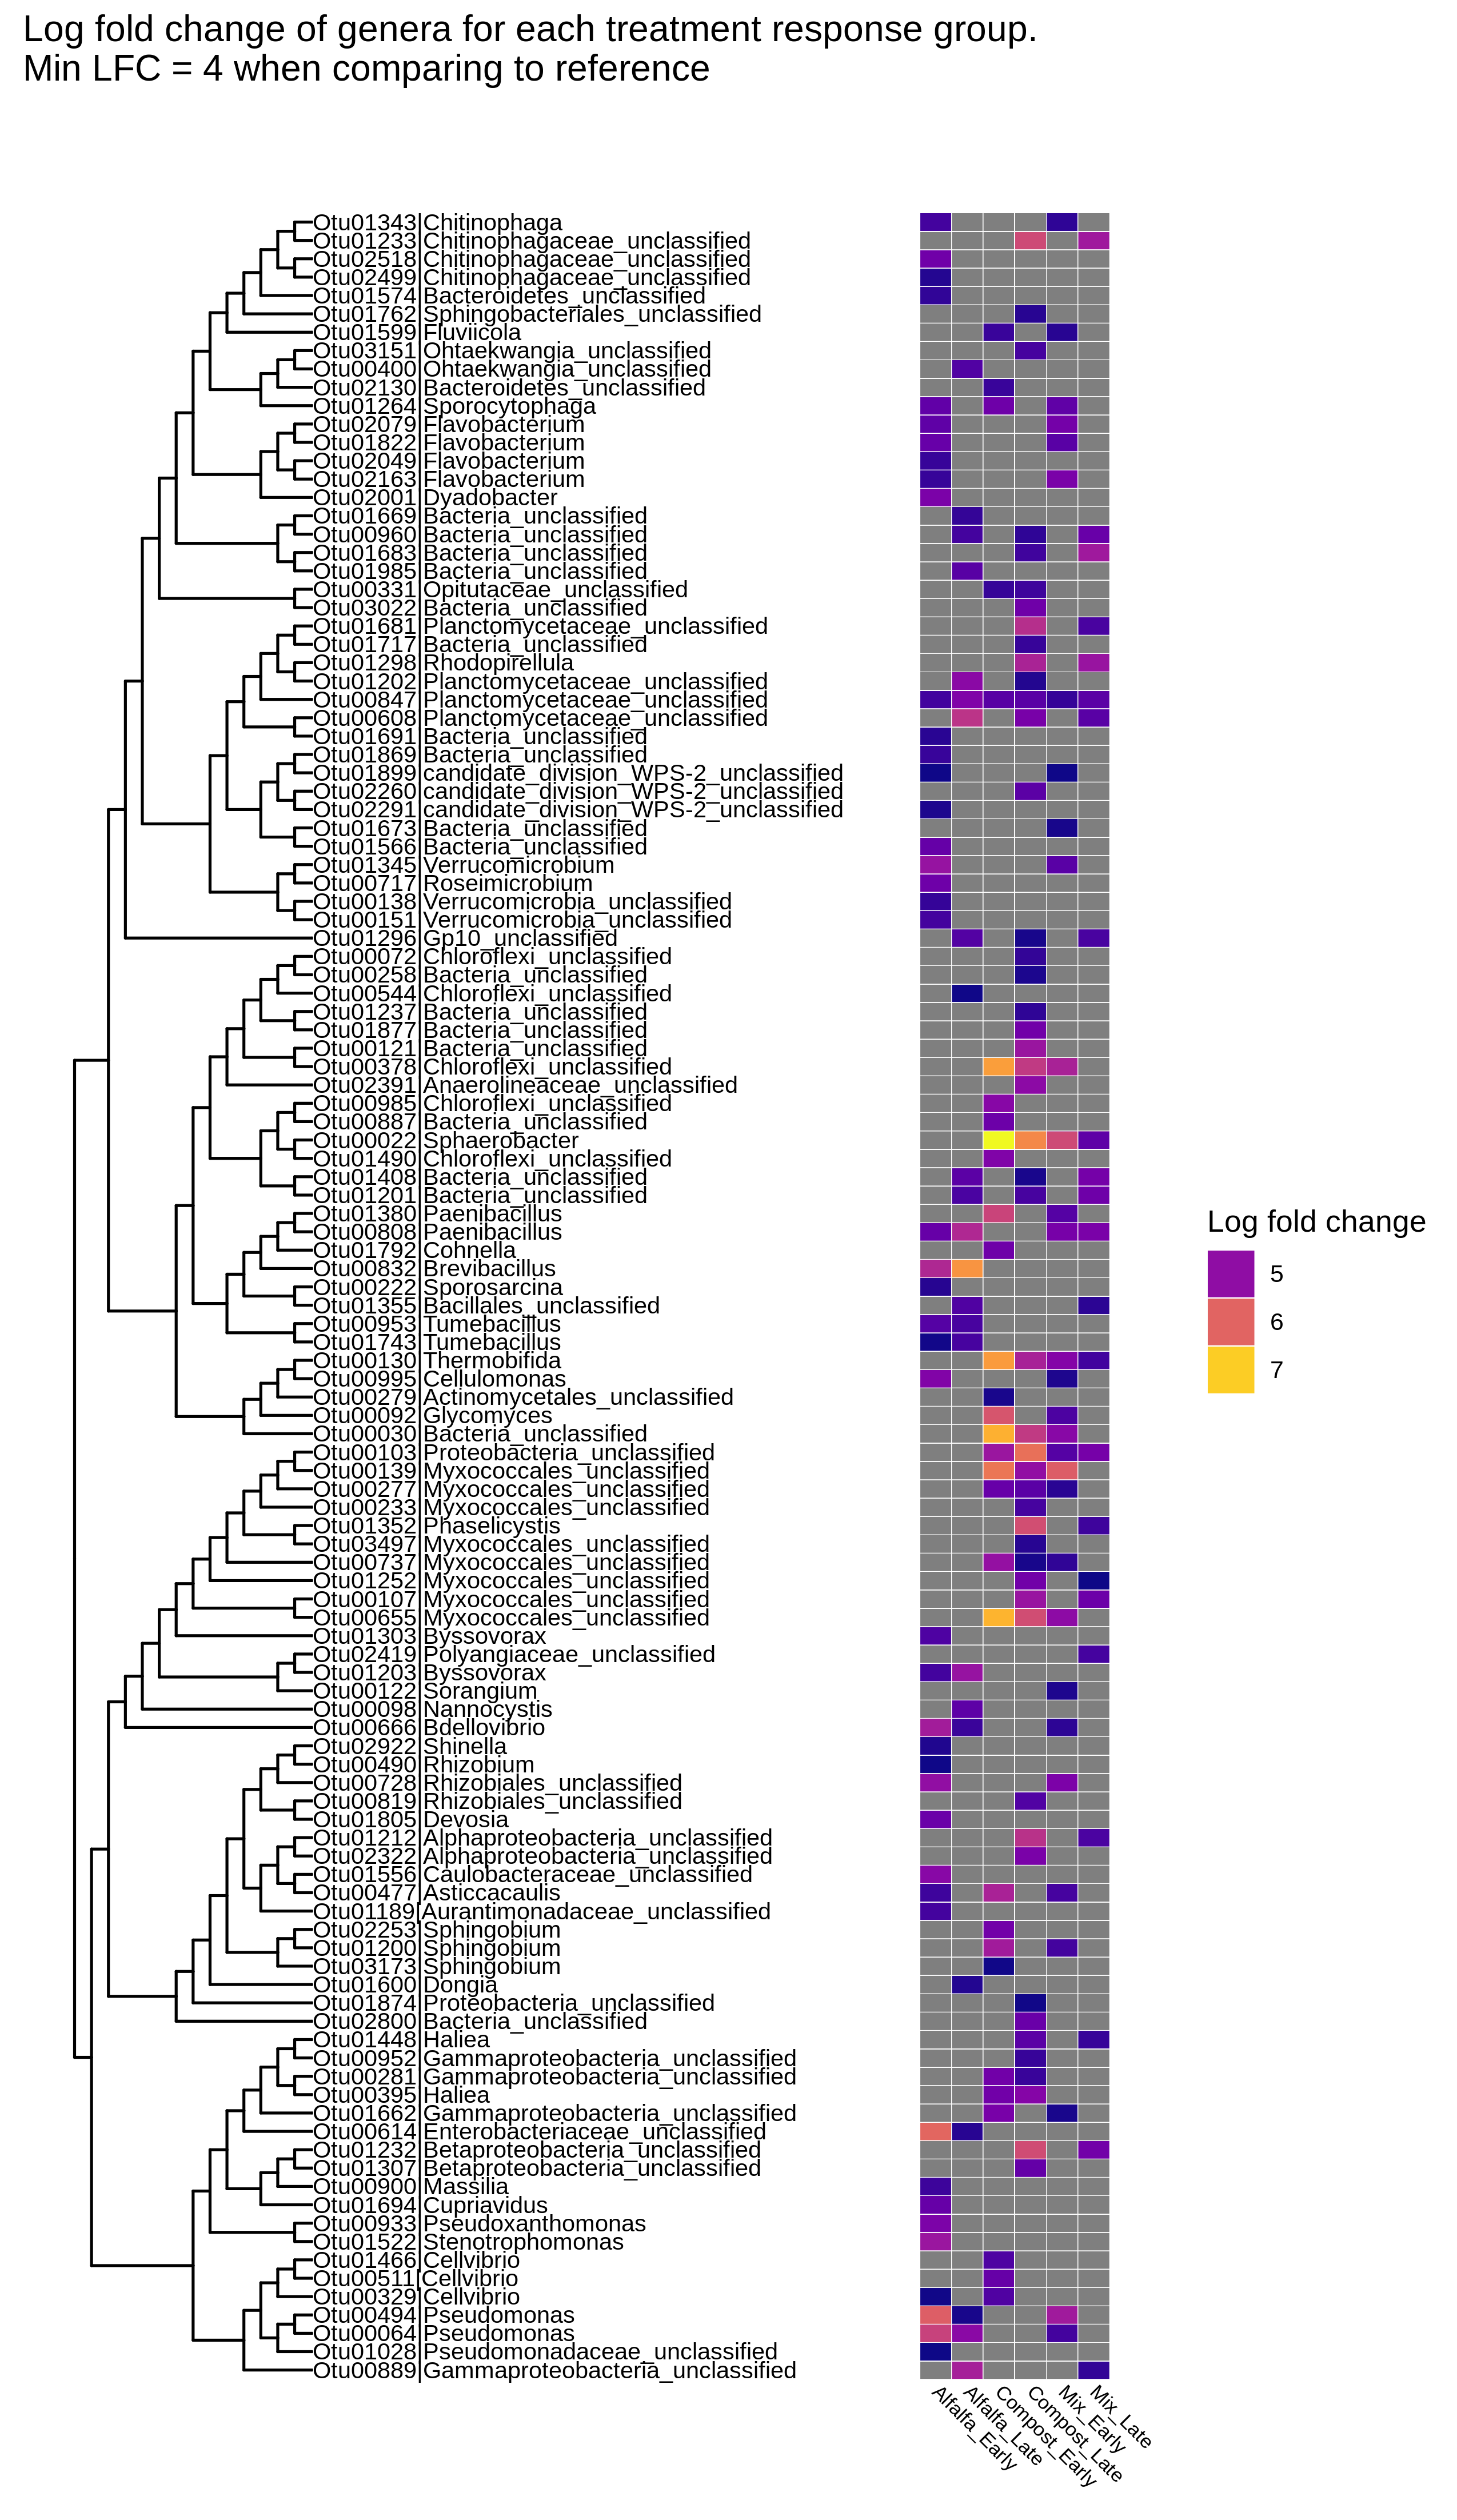 Log fold change of genera for each treatment response group.
Min LFC = 4 when comparing to reference
Otu01343|Chitinophaga
Otu01233|Chitinophagaceae_unclassified
Otu02518|Chitinophagaceae_unclassified
Otu02499|Chitinophagaceae_unclassified
Otu01574|Bacteroidetes_unclassified
Otu01762|Sphingobacteriales_unclassified
Otu01599|Fluviicola
Otu03151|Ohtaekwangia_unclassified
Otu00400|Ohtaekwangia_unclassified
Otu02130|Bacteroidetes_unclassified
Otu01264|Sporocytophaga
Otu02079|Flavobacterium
Otu01822|Flavobacterium
Otu02049|Flavobacterium
Otu02163|Flavobacterium
Otu02001|Dyadobacter
Otu01669|Bacteria_unclassified
Otu00960|Bacteria_unclassified
Otu01683|Bacteria_unclassified
Otu01985|Bacteria_unclassified
Otu00331|Opitutaceae_unclassified
Otu03022|Bacteria_unclassified
Otu01681|Planctomycetaceae_unclassified
Otu01717|Bacteria_unclassified
Otu01298|Rhodopirellula
Otu01202|Planctomycetaceae_unclassified
Otu00847|Planctomycetaceae_unclassified
Otu00608|Planctomycetaceae_unclassified
Otu01691|Bacteria_unclassified
Otu01869|Bacteria_unclassified
Otu01899|candidate_division_WPS-2_unclassified
Otu02260|candidate_division_WPS-2_unclassified
Otu02291|candidate_division_WPS-2_unclassified
Otu01673|Bacteria_unclassified
Otu01566|Bacteria_unclassified
Otu01345|Verrucomicrobium
Otu00717|Roseimicrobium
Otu00138|Verrucomicrobia_unclassified
Otu00151|Verrucomicrobia_unclassified
Otu01296|Gp10_unclassified
Otu00072|Chloroflexi_unclassified
Otu00258|Bacteria_unclassified
Otu00544|Chloroflexi_unclassified
Otu01237|Bacteria_unclassified
Otu01877|Bacteria_unclassified
Otu00121|Bacteria_unclassified
Otu00378|Chloroflexi_unclassified
Otu02391|Anaerolineaceae_unclassified
Otu00985|Chloroflexi_unclassified
Otu00887|Bacteria_unclassified
Otu00022|Sphaerobacter
Otu01490|Chloroflexi_unclassified
Otu01408|Bacteria_unclassified
Otu01201|Bacteria_unclassified
Otu01380|Paenibacillus
Otu00808|Paenibacillus
Otu01792|Cohnella
Otu00832|Brevibacillus
Otu00222|Sporosarcina
Otu01355|Bacillales_unclassified
Otu00953|Tumebacillus
Otu01743|Tumebacillus
Otu00130|Thermobifida
Otu00995|Cellulomonas
Otu00279|Actinomycetales_unclassified
Otu00092|Glycomyces
Otu00030|Bacteria_unclassified
Otu00103|Proteobacteria_unclassified
Otu00139|Myxococcales_unclassified
Otu00277|Myxococcales_unclassified
Otu00233|Myxococcales_unclassified
Otu01352|Phaselicystis
Otu03497|Myxococcales_unclassified
Otu00737|Myxococcales_unclassified
Otu01252|Myxococcales_unclassified
Otu00107|Myxococcales_unclassified
Otu00655|Myxococcales_unclassified
Otu01303|Byssovorax
Otu02419|Polyangiaceae_unclassified
Otu01203|Byssovorax
Otu00122|Sorangium
Otu00098|Nannocystis
Otu00666|Bdellovibrio
Otu02922|Shinella
Otu00490|Rhizobium
Otu00728|Rhizobiales_unclassified
Otu00819|Rhizobiales_unclassified
Otu01805|Devosia
Otu01212|Alphaproteobacteria_unclassified
Otu02322|Alphaproteobacteria_unclassified
Otu01556|Caulobacteraceae_unclassified
Otu00477|Asticcacaulis
Otu01189|Aurantimonadaceae_unclassified
Otu02253|Sphingobium
Otu01200|Sphingobium
Otu03173|Sphingobium
Otu01600|Dongia
Otu01874|Proteobacteria_unclassified
Otu02800|Bacteria_unclassified
Otu01448|Haliea
Otu00952|Gammaproteobacteria_unclassified
Otu00281|Gammaproteobacteria_unclassified
Otu00395|Haliea
Otu01662|Gammaproteobacteria_unclassified
Otu00614|Enterobacteriaceae_unclassified
Otu01232|Betaproteobacteria_unclassified
Otu01307|Betaproteobacteria_unclassified
Otu00900|Massilia
Otu01694|Cupriavidus
Otu00933|Pseudoxanthomonas
Otu01522|Stenotrophomonas
Otu01466|Cellvibrio
Otu00511|Cellvibrio
Otu00329|Cellvibrio
Otu00494|Pseudomonas
Otu00064|Pseudomonas
Otu01028|Pseudomonadaceae_unclassified
Otu00889|Gammaproteobacteria_unclassified
Alfalfa_Early
Alfalfa_Late
Compost_Early
Compost_Late
Mix_Early
Mix_Late
Log fold change
5
6
7